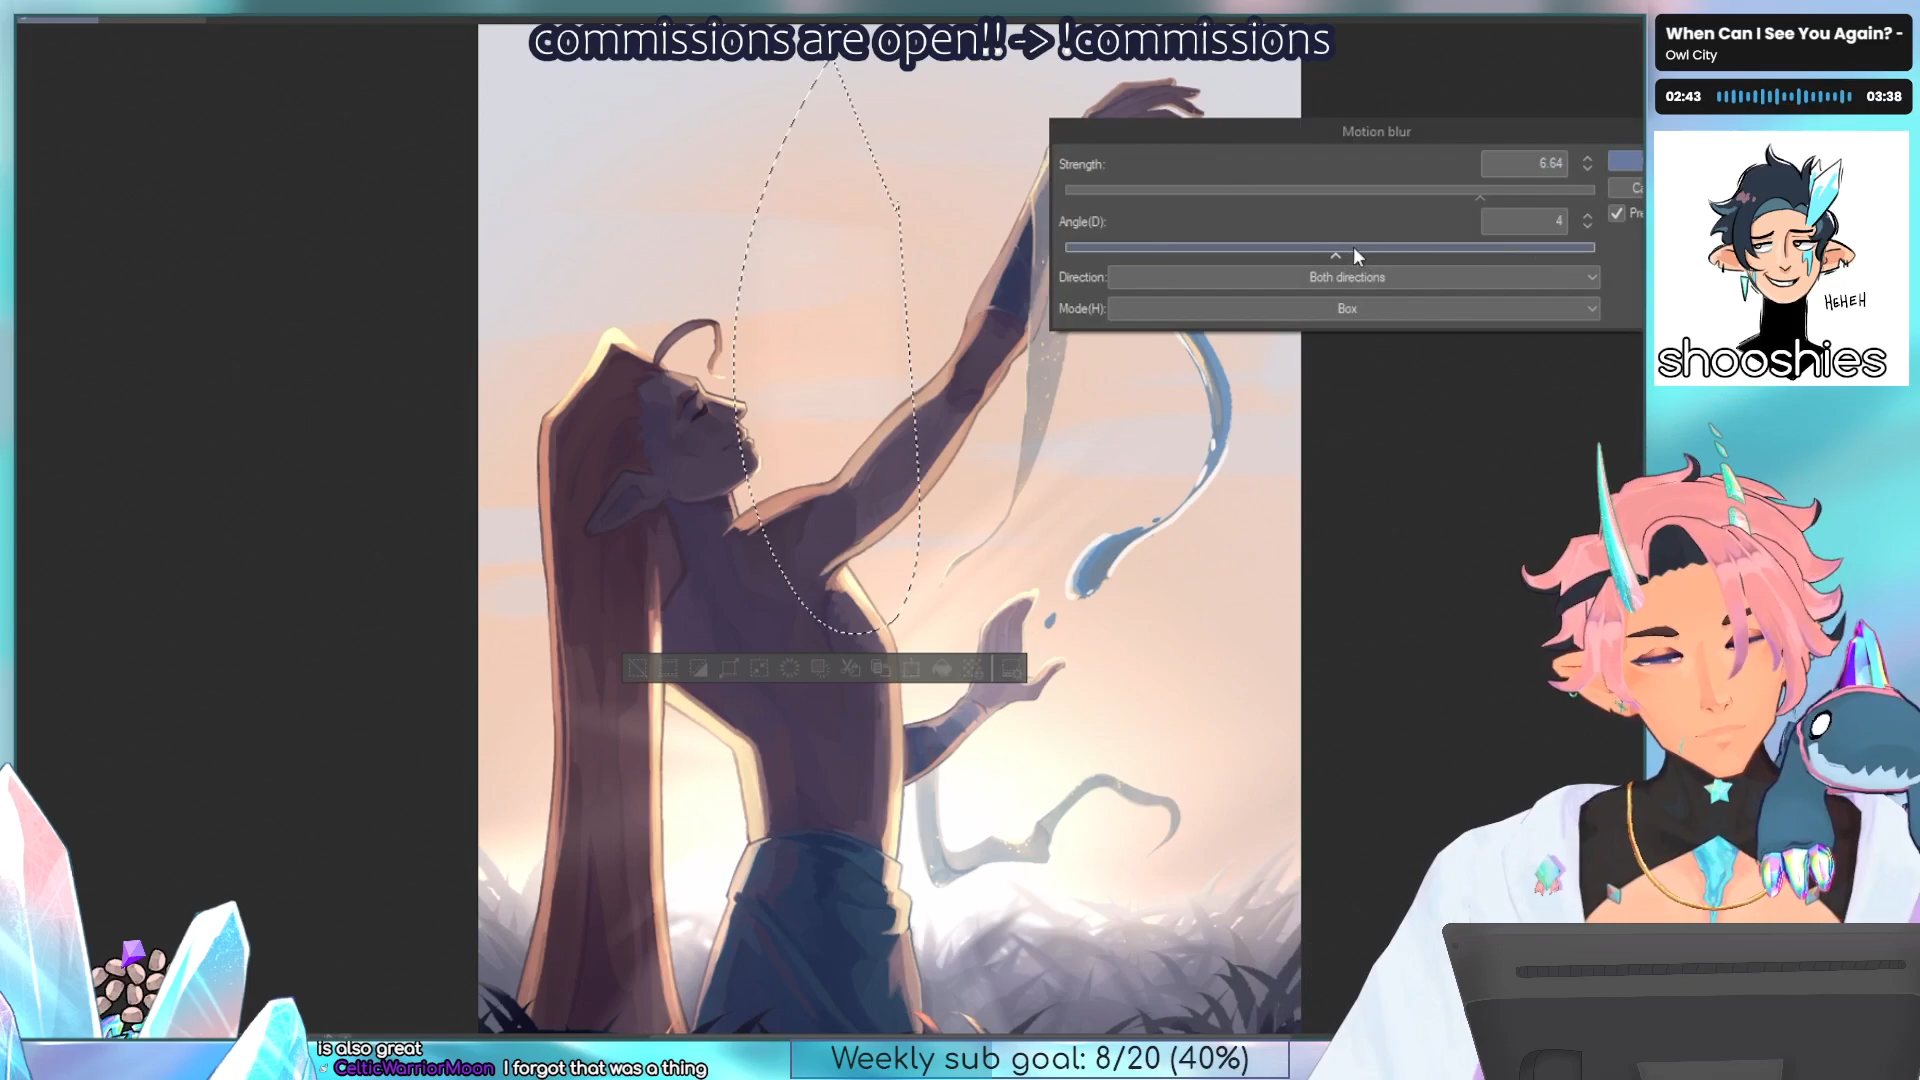 commissions are open!! -> !commissions
When Can I See You Again? -
Owl City
02:43
03:38
Motion blur
Strength:
6.64
Angle(D):
4
Direction:
Both directions
Mode(H):
Box
HEHEH
shooshies
is also great
CelticWarriorMoon I forgot that was a thing
Weekly sub goal: 8/20 (40%)